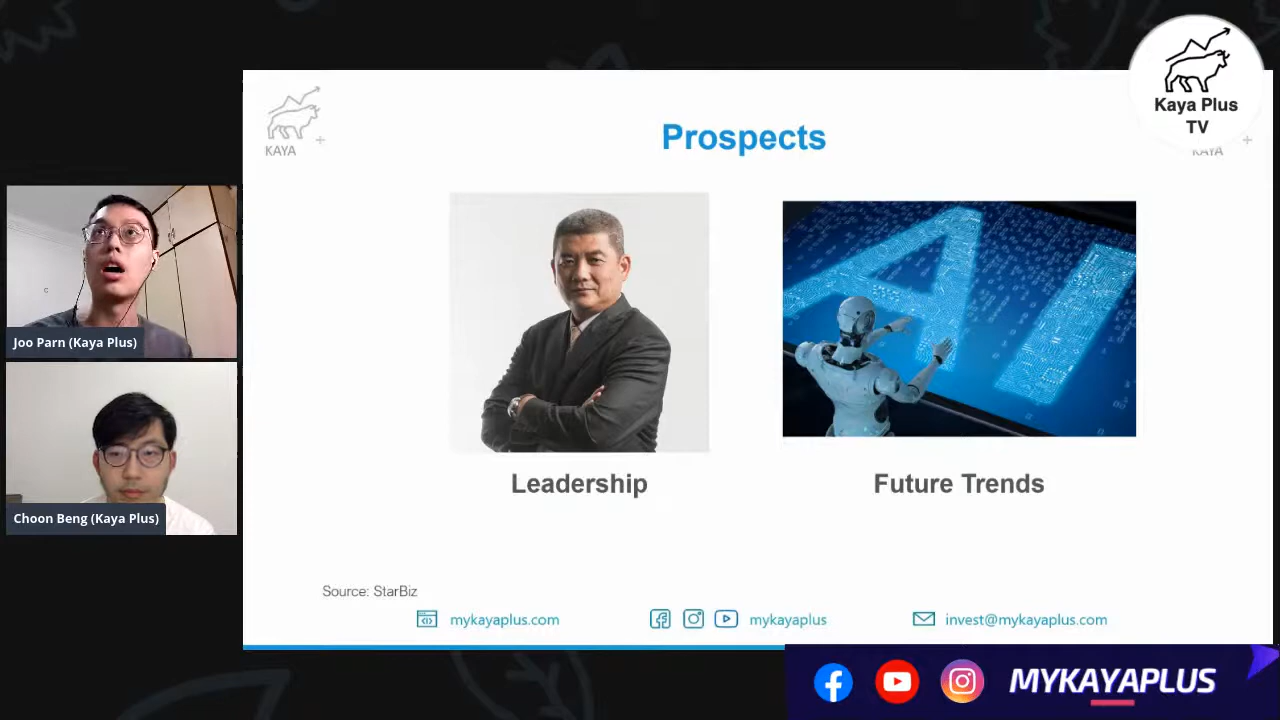 Kaya Plus
TV
KAYA
KAYA
Prospects
AI
Joo Parn (Kaya Plus)
Choon Beng (Kaya Plus)
Leadership
Future Trends
Source: StarBiz
mykayaplus.com
mykayaplus
invest@mykayaplus.com
MYKAYAPLUS